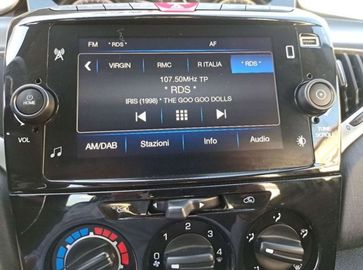 FM * RDS * AF
VIRGIN RMC R ITALIA * RDS *
107.50MHz TP
* RDS *
IRIS (1998) * THE GOO GOO DOLLS
AM/DAB Stazioni Info Audio
HOME
VOL
TUNE
SCROLL
0 1 2 3 4